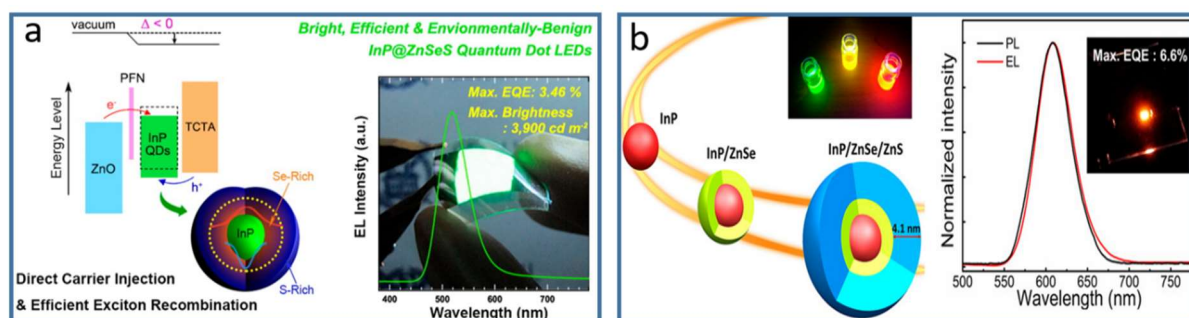 a
vacuum
Δ < 0
PFN
e-
Energy Level
ZnO
InP
QDs
TCTA
h+
Se-Rich
InP
S-Rich
Direct Carrier Injection
& Efficient Exciton Recombination
Bright, Efficient & Envionmentally-Benign
InP@ZnSeS Quantum Dot LEDs
Max. EQE: 3.46 %
Max. Brightness
: 3,900 cd m-2
EL Intensity (a.u.)
400 500 600 700
Wavelength (nm)
b
InP
InP/ZnSe
InP/ZnSe/ZnS
4.1 nm
PL
EL
Max. EQE : 6.6%
Normalized intensity
500 550 600 650 700 750
Wavelength (nm)